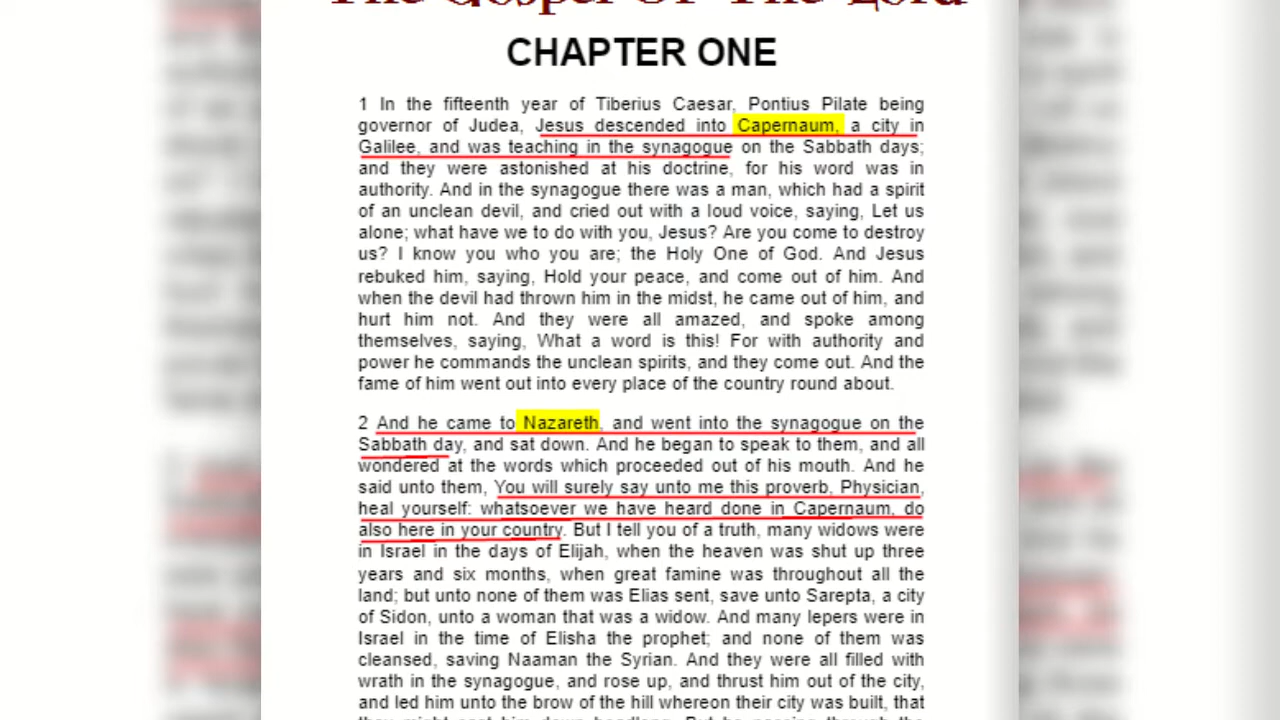 The Gospel Of The Lord
CHAPTER ONE
1 In the fifteenth year of Tiberius Caesar, Pontius Pilate being
governor of Judea, Jesus descended into Capernaum, a city in
Galilee, and was teaching in the synagogue on the Sabbath days;
and they were astonished at his doctrine, for his word was in
authority. And in the synagogue there was a man, which had a spirit
of an unclean devil, and cried out with a loud voice, saying, Let us
alone; what have we to do with you, Jesus? Are you come to destroy
us? I know you who you are; the Holy One of God. And Jesus
rebuked him, saying, Hold your peace, and come out of him. And
when the devil had thrown him in the midst, he came out of him, and
hurt him not. And they were all amazed, and spoke among
themselves, saying, What a word is this! For with authority and
power he commands the unclean spirits, and they come out. And the
fame of him went out into every place of the country round about.
2 And he came to Nazareth, and went into the synagogue on the
Sabbath day, and sat down. And he began to speak to them, and all
wondered at the words which proceeded out of his mouth. And he
said unto them, You will surely say unto me this proverb, Physician,
heal yourself: whatsoever we have heard done in Capernaum, do
also here in your country. But I tell you of a truth, many widows were
in Israel in the days of Elijah, when the heaven was shut up three
years and six months, when great famine was throughout all the
land; but unto none of them was Elias sent, save unto Sarepta, a city
of Sidon, unto a woman that was a widow. And many lepers were in
Israel in the time of Elisha the prophet; and none of them was
cleansed, saving Naaman the Syrian. And they were all filled with
wrath in the synagogue, and rose up, and thrust him out of the city,
and led him unto the brow of the hill whereon their city was built, that
they might cast him down headlong. But he passing through the